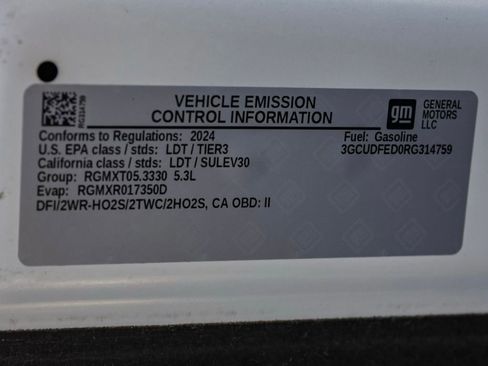 RG314759
VEHICLE EMISSION
CONTROL INFORMATION
gm
GENERAL
MOTORS
LLC
Conforms to Regulations: 2024
Fuel: Gasoline
U.S. EPA class / stds: LDT / TIER3
3GCUDFED0RG314759
California class / stds: LDT / SULEV30
Group: RGMXT05.3330 5.3L
Evap: RGMXR017350D
DFI/2WR-HO2S/2TWC/2HO2S, CA OBD: II